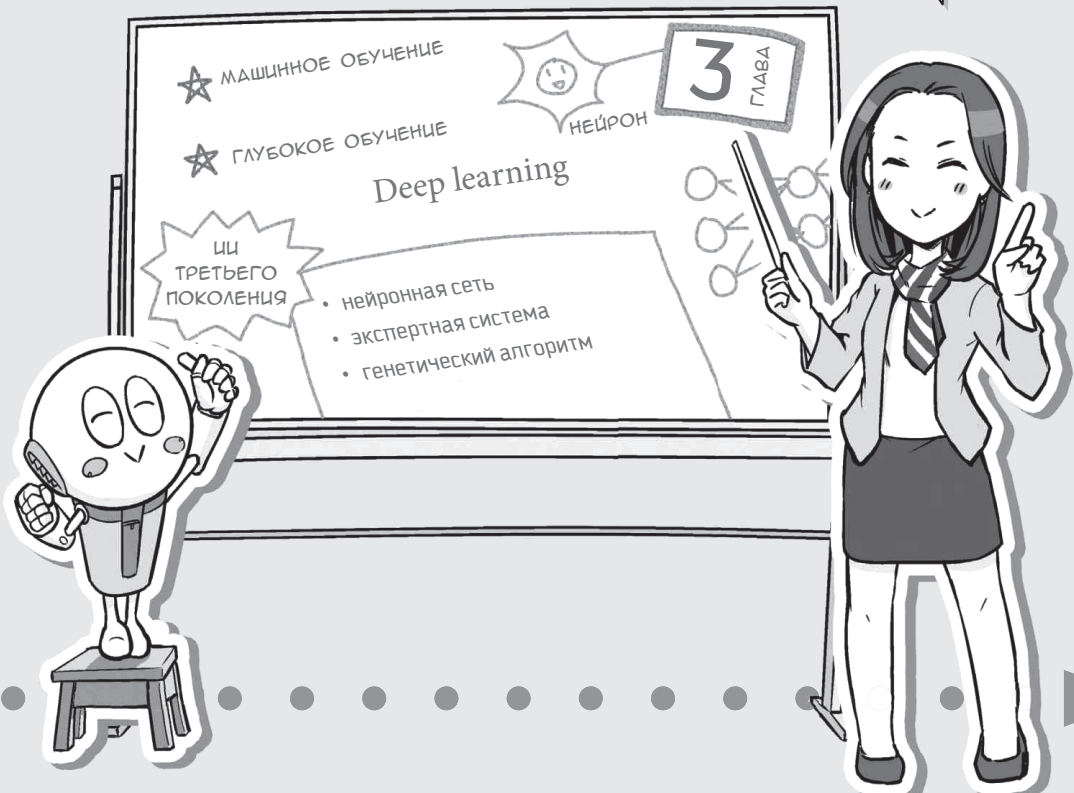 МАШИННОЕ ОБУЧЕНИЕ
ГЛУБОКОЕ ОБУЧЕНИЕ
Deep learning
НЕЙРОН
3
ГЛАВА
ИИ
ТРЕТЬЕГО
ПОКОЛЕНИЯ
• нейронная сеть
• экспертная система
• генетический алгоритм